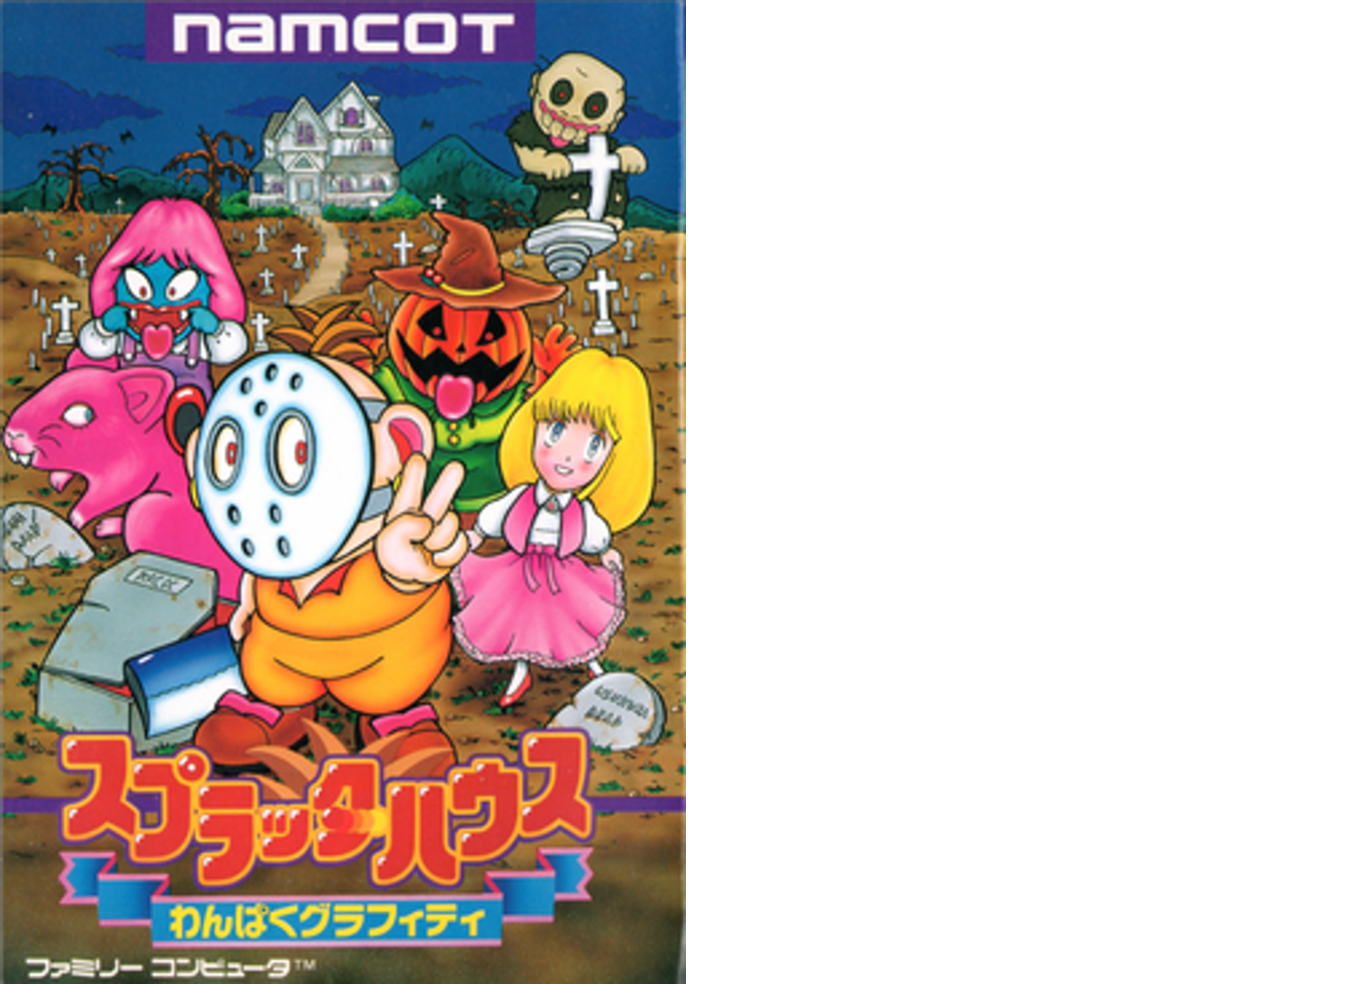 namcot
スプラッタハウス
わんぱくグラフィティ
ファミリーコンピュータ™